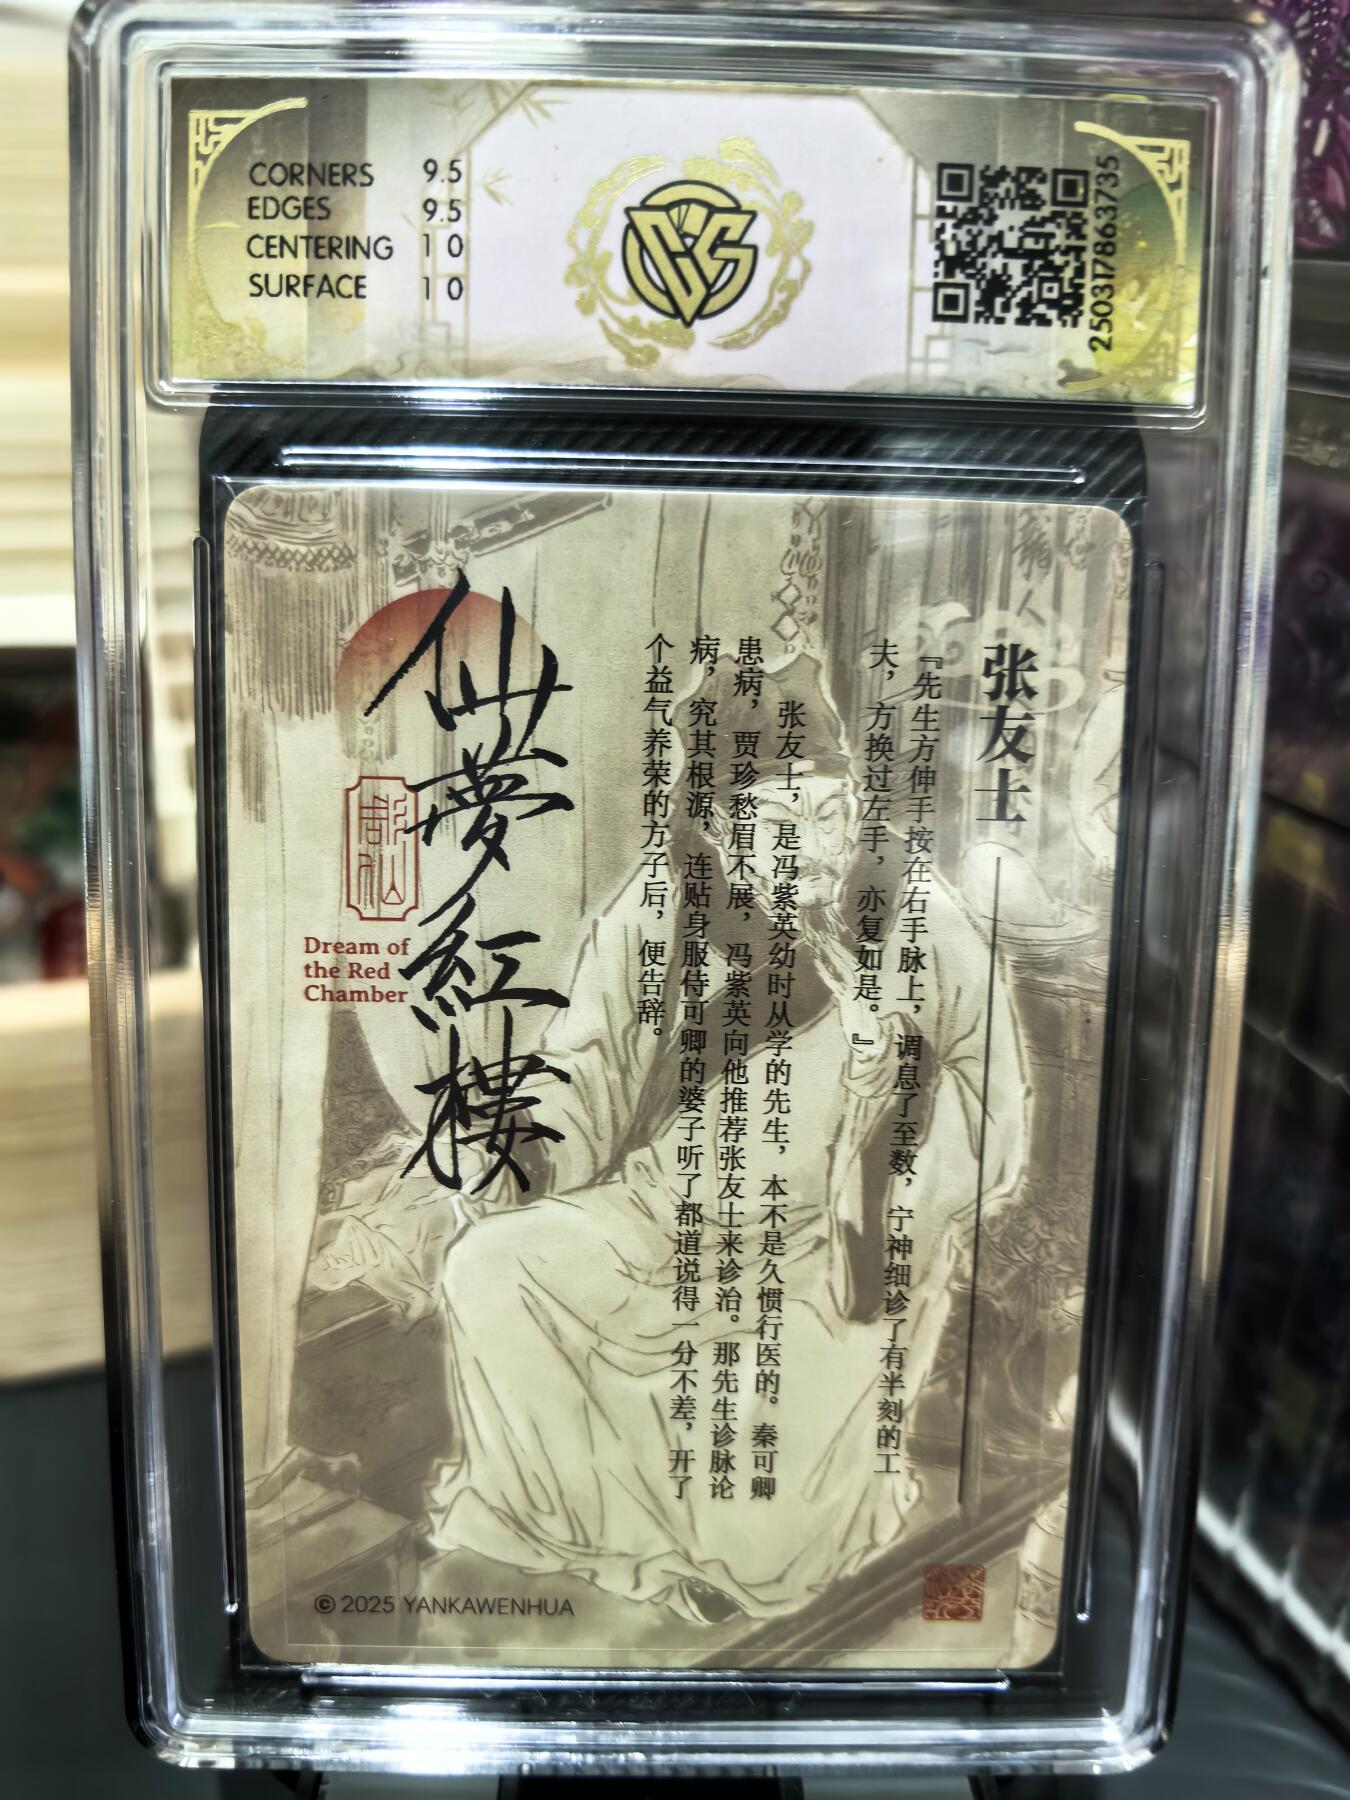 CORNERS 9.5
EDGES 9.5
CENTERING 10
SURFACE 10
250317863735
张友士
『先生方伸手按在右手脉上，调息了至数，宁神细诊了有半刻的工
夫，方换过左手，亦复如是。』
张友士，是冯紫英幼时从学的先生，本不是久惯行医的。秦可卿
患病，贾珍愁眉不展，冯紫英向他推荐张友士来诊治。那先生诊脉论
病，究其根源，连贴身服侍可卿的婆子听了都道说得一分不差，开了
个益气养荣的方子后，便告辞。
仙夢紅樓
Dream of
the Red
Chamber
© 2025 YANKAWENHUA